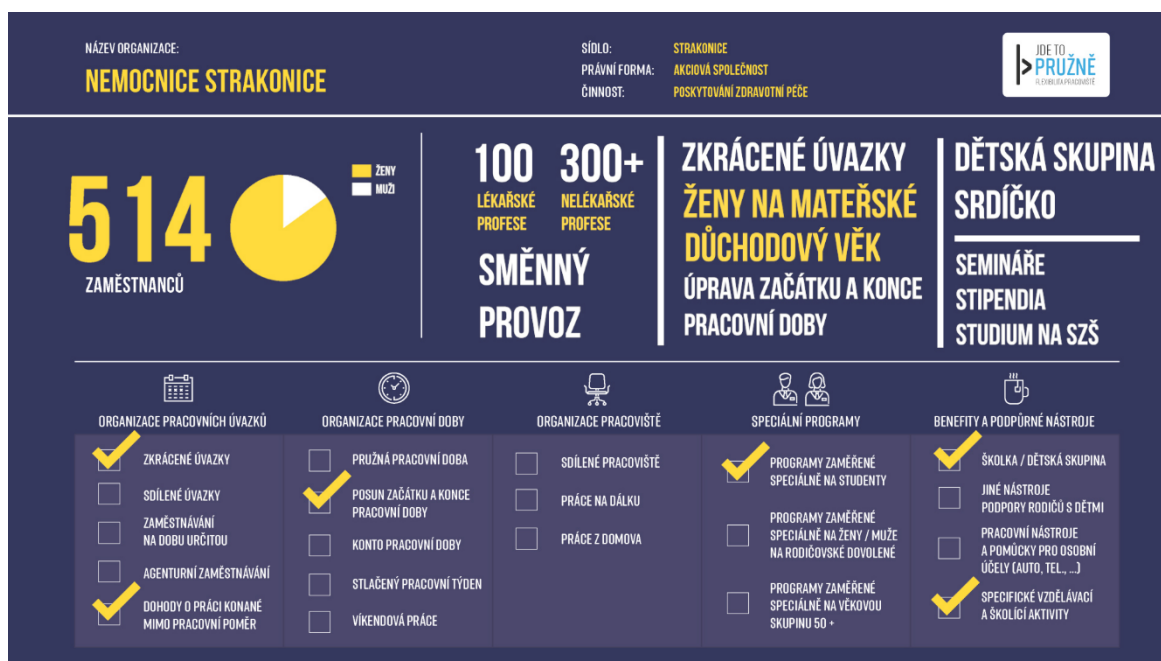 NÁZEV ORGANIZACE:
NEMOCNICE STRAKONICE
SÍDLO: STRAKONICE
PRÁVNÍ FORMA: AKCIOVÁ SPOLEČNOST
ČINNOST: POSKYTOVÁNÍ ZDRAVOTNÍ PÉČE
JDE TO
PRUŽNĚ
FLEXIBILITA PRACOVIŠTĚ
514
ZAMĚSTNANCŮ
ŽENY
MUŽI
100
LÉKAŘSKÉ
PROFESE
300+
NELÉKAŘSKÉ
PROFESE
SMĚNNÝ
PROVOZ
ZKRÁCENÉ ÚVAZKY
ŽENY NA MATEŘSKÉ
DŮCHODOVÝ VĚK
ÚPRAVA ZAČÁTKU A KONCE
PRACOVNÍ DOBY
DĚTSKÁ SKUPINA
SRDÍČKO
SEMINÁŘE
STIPENDIA
STUDIUM NA SZŠ
ORGANIZACE PRACOVNÍCH ÚVAZKŮ
ZKRÁCENÉ ÚVAZKY
SDÍLENÉ ÚVAZKY
ZAMĚSTNÁVÁNÍ
NA DOBU URČITOU
AGENTURNÍ ZAMĚSTNÁVÁNÍ
DOHODY O PRÁCI KONANÉ
MIMO PRACOVNÍ POMĚR
ORGANIZACE PRACOVNÍ DOBY
PRUŽNÁ PRACOVNÍ DOBA
POSUN ZAČÁTKU A KONCE
PRACOVNÍ DOBY
KONTO PRACOVNÍ DOBY
STLAČENÝ PRACOVNÍ TÝDEN
VÍKENDOVÁ PRÁCE
ORGANIZACE PRACOVIŠTĚ
SDÍLENÉ PRACOVIŠTĚ
PRÁCE NA DÁLKU
PRÁCE Z DOMOVA
SPECIÁLNÍ PROGRAMY
PROGRAMY ZAMĚŘENÉ
SPECIÁLNĚ NA STUDENTY
PROGRAMY ZAMĚŘENÉ
SPECIÁLNĚ NA ŽENY / MUŽE
NA RODIČOVSKÉ DOVOLENÉ
PROGRAMY ZAMĚŘENÉ
SPECIÁLNĚ NA VĚKOVOU
SKUPINU 50 +
BENEFITY A PODPŮRNÉ NÁSTROJE
ŠKOLKA / DĚTSKÁ SKUPINA
JINÉ NÁSTROJE
PODPORY RODIČŮ S DĚTMI
PRACOVNÍ NÁSTROJE
A POMŮCKY PRO OSOBNÍ
ÚČELY (AUTO, TEL., ...)
SPECIFICKÉ VZDĚLÁVACÍ
A ŠKOLÍCÍ AKTIVITY